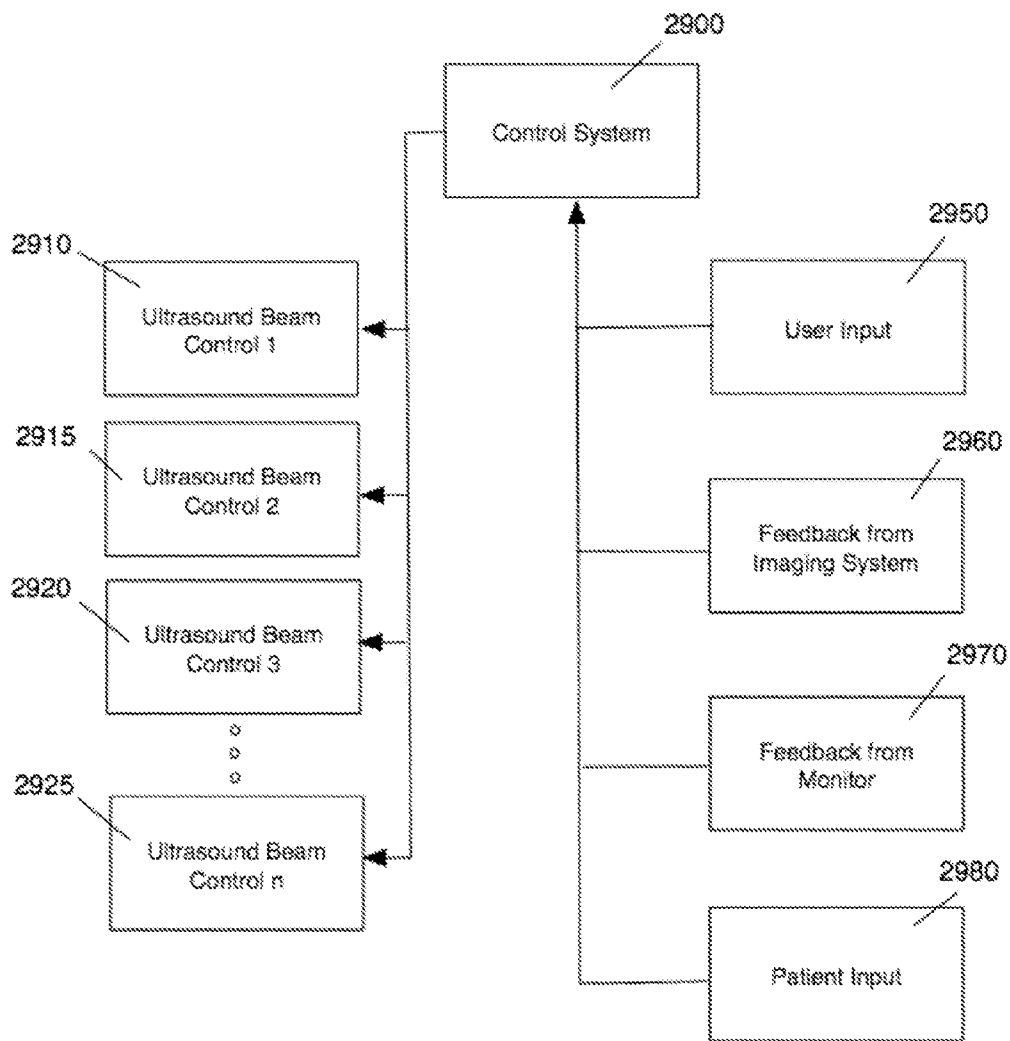 2900
Control System
2910
Ultrasound Beam
Control 1
2950
User Input
2915
Ultrasound Beam
Control 2
2960
Feedback from
Imaging System
2920
Ultrasound Beam
Control 3
2970
Feedback from
Monitor
2925
Ultrasound Beam
Control n
2980
Patient Input